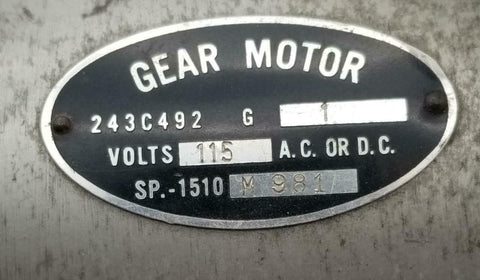 GEAR MOTOR
243C492 G 1
VOLTS 115 A.C. OR D.C.
SP.-1510 M 981